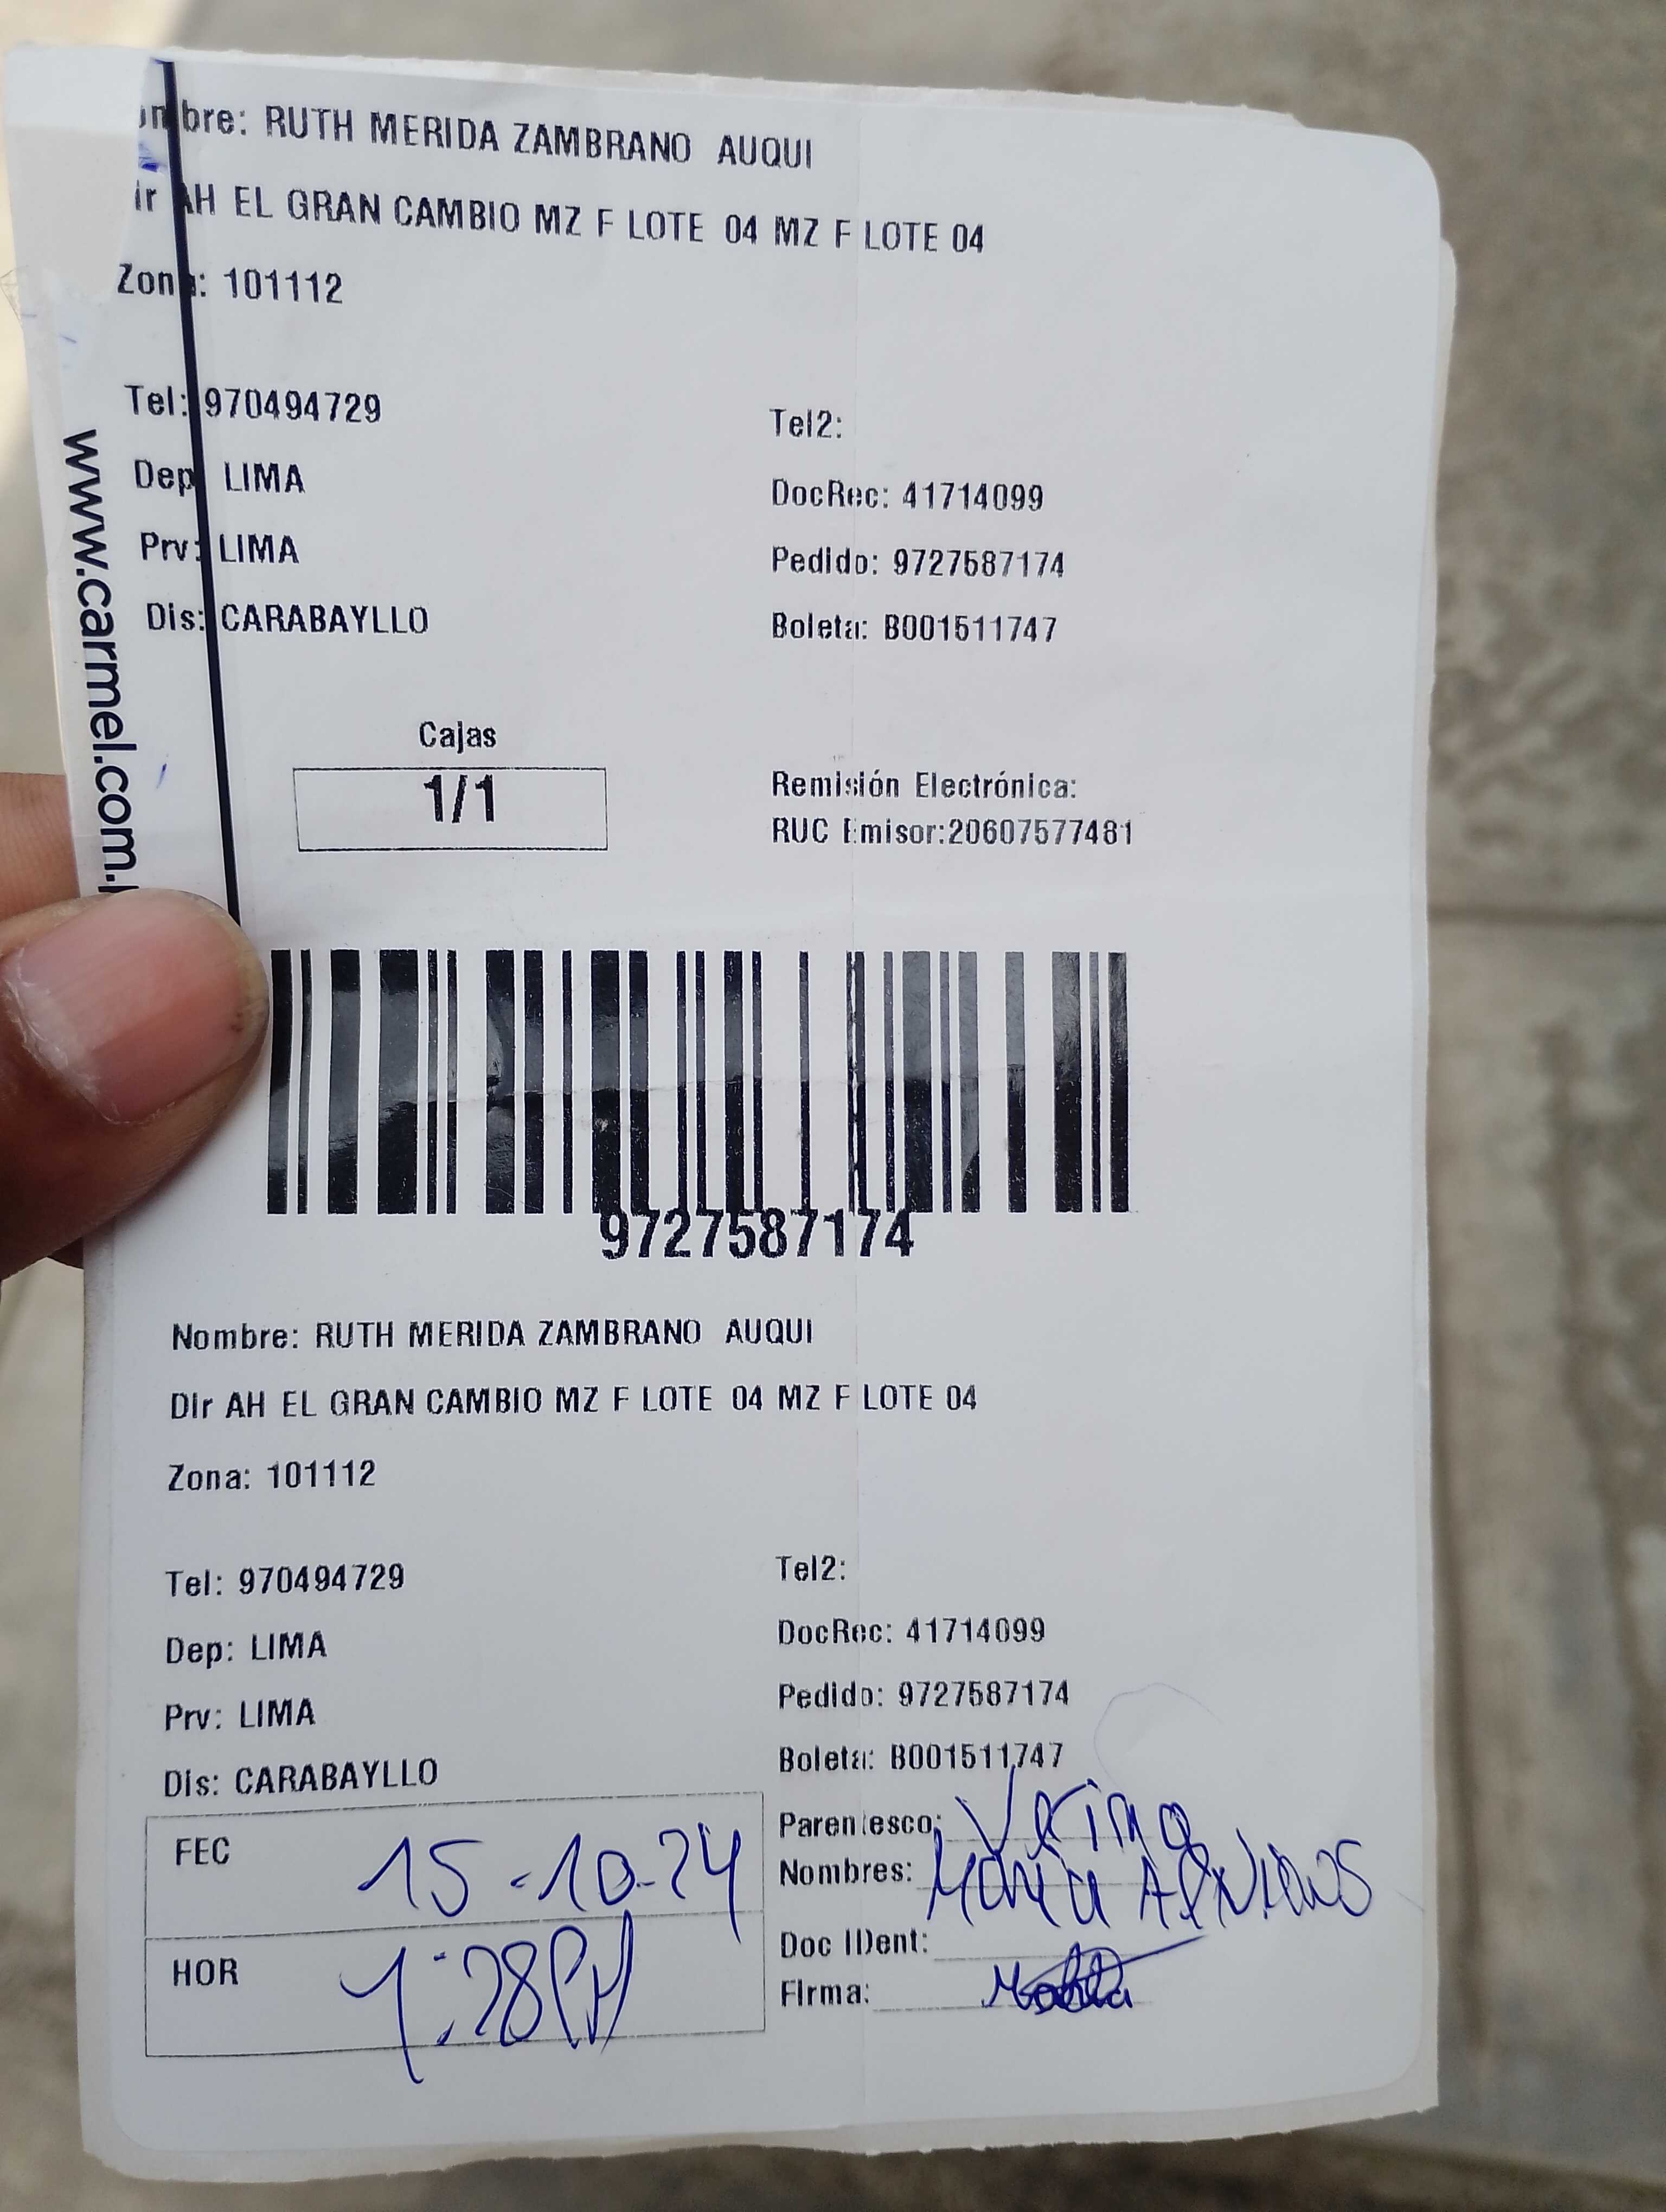 mbre: RUTH MERIDA ZAMBRANO AUQUI
ir AH EL GRAN CAMBIO MZ F LOTE 04 MZ F LOTE 04
Zona: 101112
Tel: 970494729
Tel2:
Dep LIMA
DocRec: 41714099
Prv: LIMA
Pedido: 9727587174
Dis: CARABAYLLO
Boleta: B001511747
www.carmel.com.
Cajas
1/1
Remisión Electrónica:
RUC Emisor:20607577481
9727587174
Nombre: RUTH MERIDA ZAMBRANO AUQUI
Dir AH EL GRAN CAMBIO MZ F LOTE 04 MZ F LOTE 04
Zona: 101112
Tel: 970494729
Tel2:
Dep: LIMA
DocRec: 41714099
Prv: LIMA
Pedido: 9727587174
Dis: CARABAYLLO
Boleta: B001511747
FEC 15-10-24
Parentesco: Vecina
Nombres: María
HOR 1:28PM
Doc IDent:
Firma: